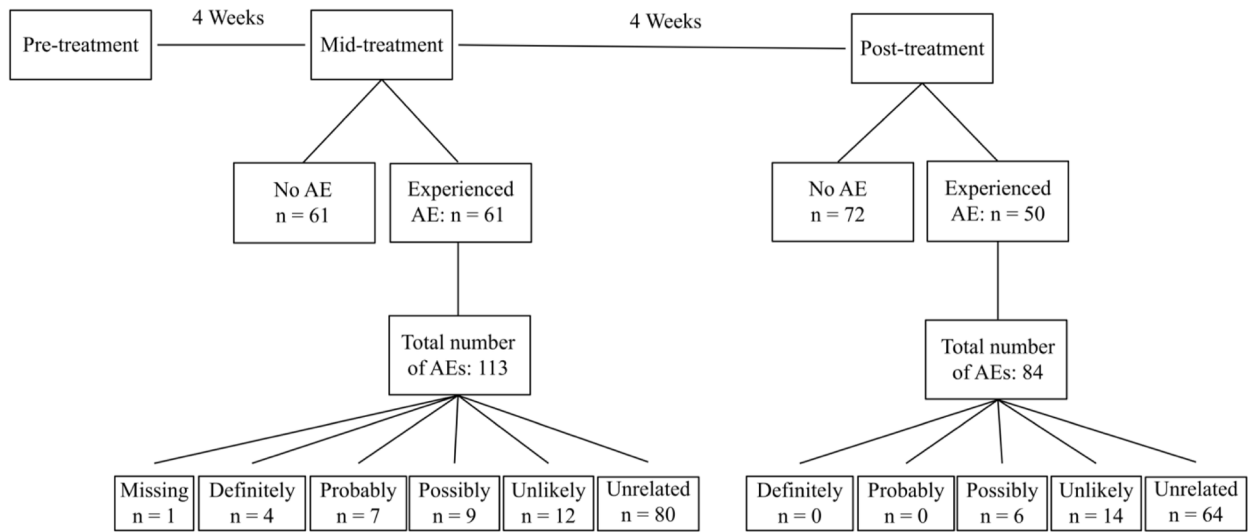 4 Weeks
4 Weeks
Pre-treatment
Mid-treatment
Post-treatment
No AE
n = 61
Experienced
AE: n = 61
No AE
n = 72
Experienced
AE: n = 50
Total number
of AEs: 113
Total number
of AEs: 84
Missing
n = 1
Definitely
n = 4
Probably
n = 7
Possibly
n = 9
Unlikely
n = 12
Unrelated
n = 80
Definitely
n = 0
Probably
n = 0
Possibly
n = 6
Unlikely
n = 14
Unrelated
n = 64